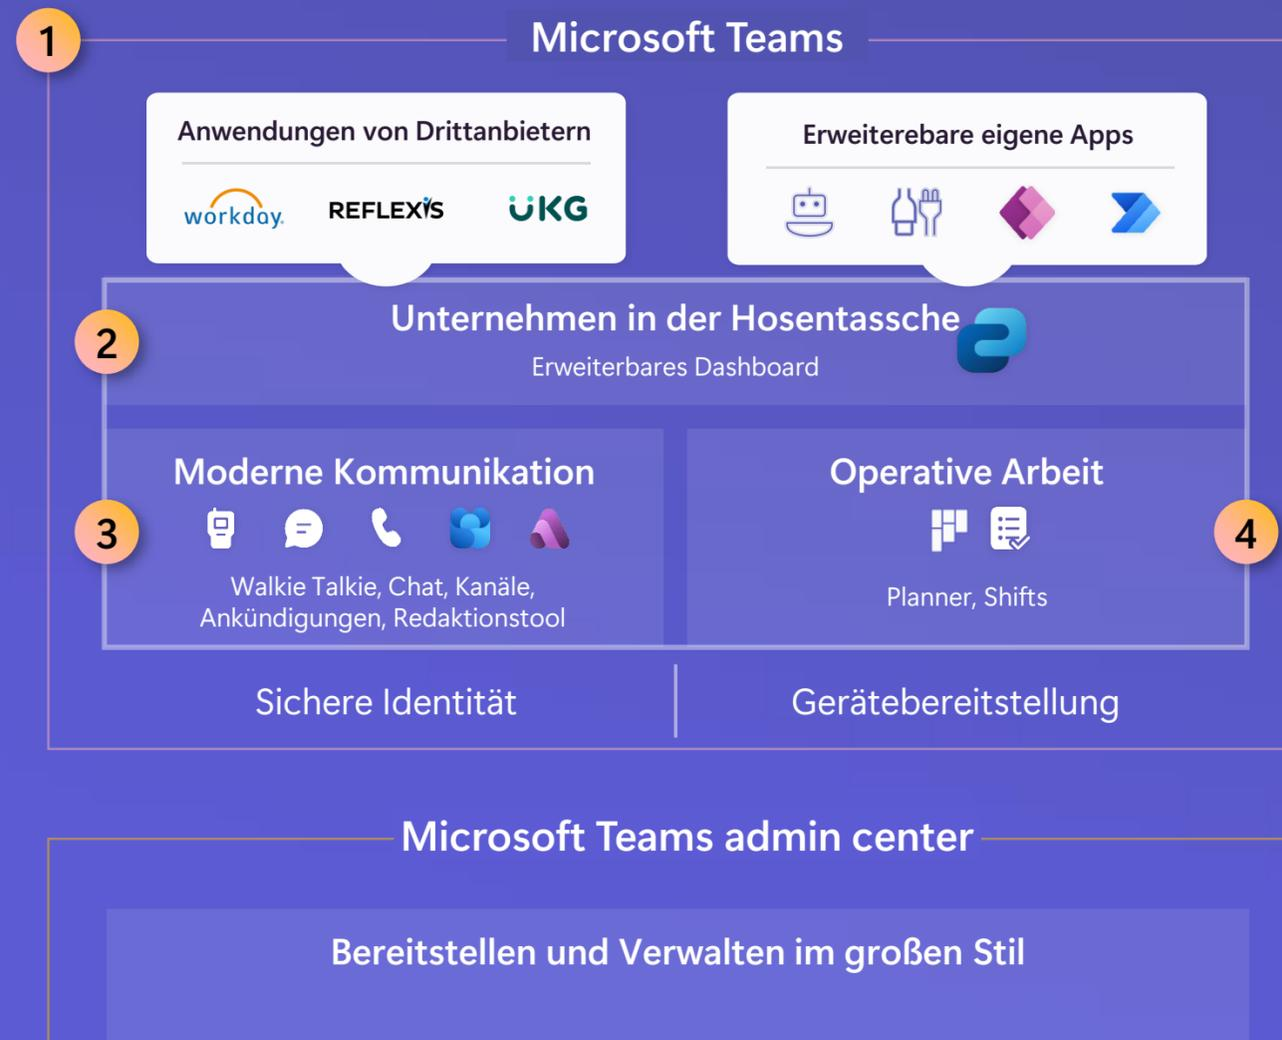 1
Microsoft Teams
Anwendungen von Drittanbietern
workday.
REFLEXIS
UKG
Erweiterebare eigene Apps
2
Unternehmen in der Hosentassche
Erweiterbares Dashboard
3
Moderne Kommunikation
Walkie Talkie, Chat, Kanäle,
Ankündigungen, Redaktionstool
Operative Arbeit
4
Planner, Shifts
Sichere Identität
Gerätebereitstellung
Microsoft Teams admin center
Bereitstellen und Verwalten im großen Stil